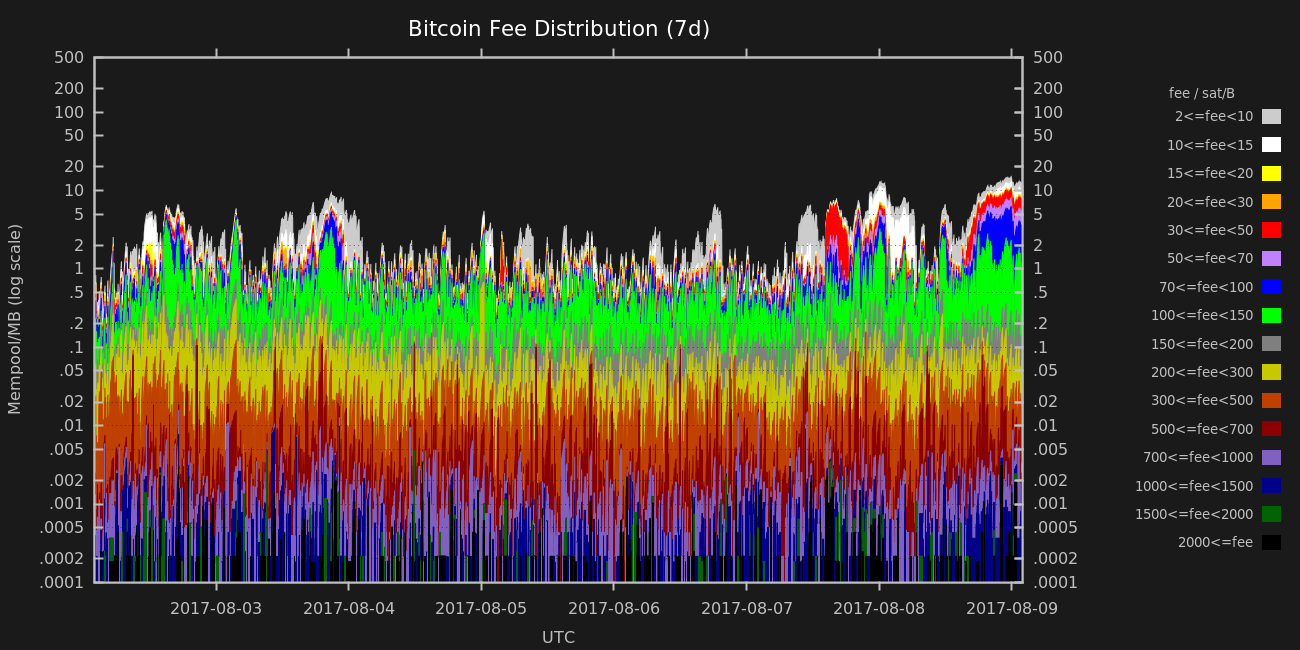 Bitcoin Fee Distribution (7d)
Mempool/MB (log scale)
500
200
100
50
20
10
5
2
1
.5
.2
.1
.05
.02
.01
.005
.002
.001
.0005
.0002
.0001
500
200
100
50
20
10
5
2
1
.5
.2
.1
.05
.02
.01
.005
.002
.001
.0005
.0002
.0001
2017-08-03 2017-08-04 2017-08-05 2017-08-06 2017-08-07 2017-08-08 2017-08-09
UTC
fee / sat/B
2<=fee<10
10<=fee<15
15<=fee<20
20<=fee<30
30<=fee<50
50<=fee<70
70<=fee<100
100<=fee<150
150<=fee<200
200<=fee<300
300<=fee<500
500<=fee<700
700<=fee<1000
1000<=fee<1500
1500<=fee<2000
2000<=fee